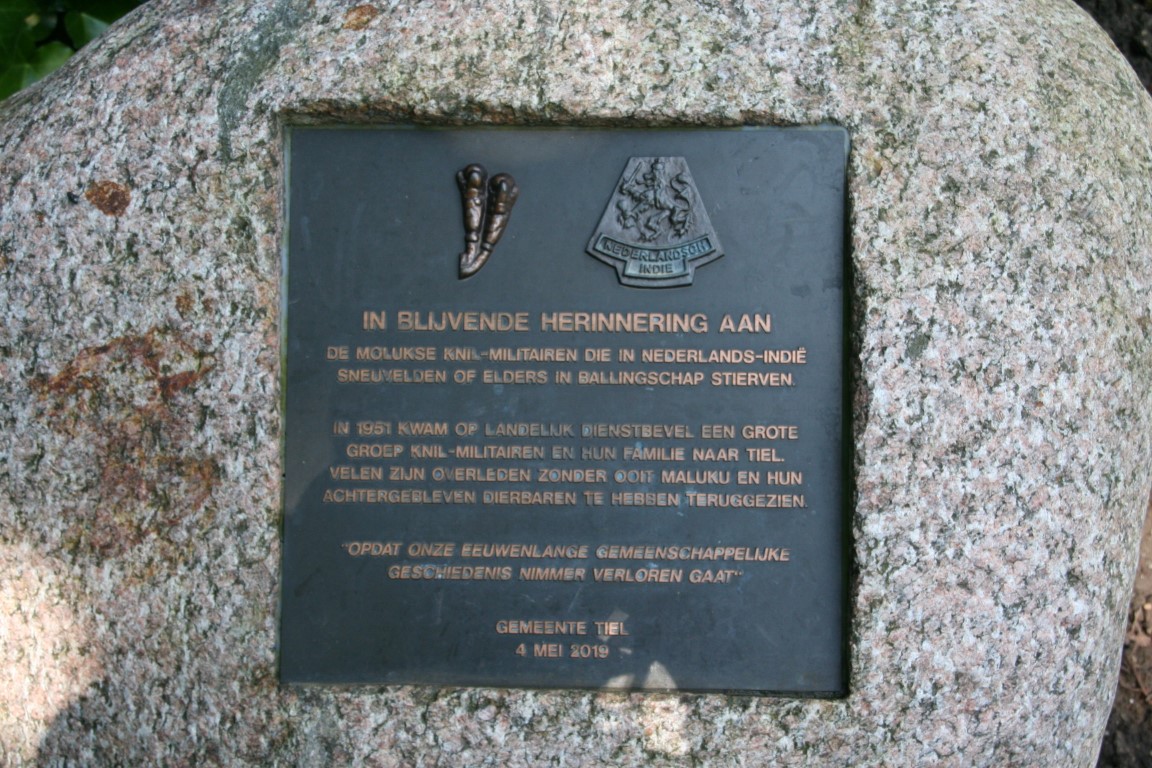 NEDERLANDSCH
INDIE
IN BLIJVENDE HERINNERING AAN
DE MOLUKSE KNIL-MILITAIREN DIE IN NEDERLANDS-INDIË
SNEUVELDEN OF ELDERS IN BALLINGSCHAP STIERVEN.
IN 1951 KWAM OP LANDELIJK DIENSTBEVEL EEN GROTE
GROEP KNIL-MILITAIREN EN HUN FAMILIE NAAR TIEL.
VELEN ZIJN OVERLEDEN ZONDER OOIT MALUKU EN HUN
ACHTERGEBLEVEN DIERBAREN TE HEBBEN TERUGGEZIEN.
"OPDAT ONZE EEUWENLANGE GEMEENSCHAPPELIJKE
GESCHIEDENIS NIMMER VERLOREN GAAT"
GEMEENTE TIEL
4 MEI 2019